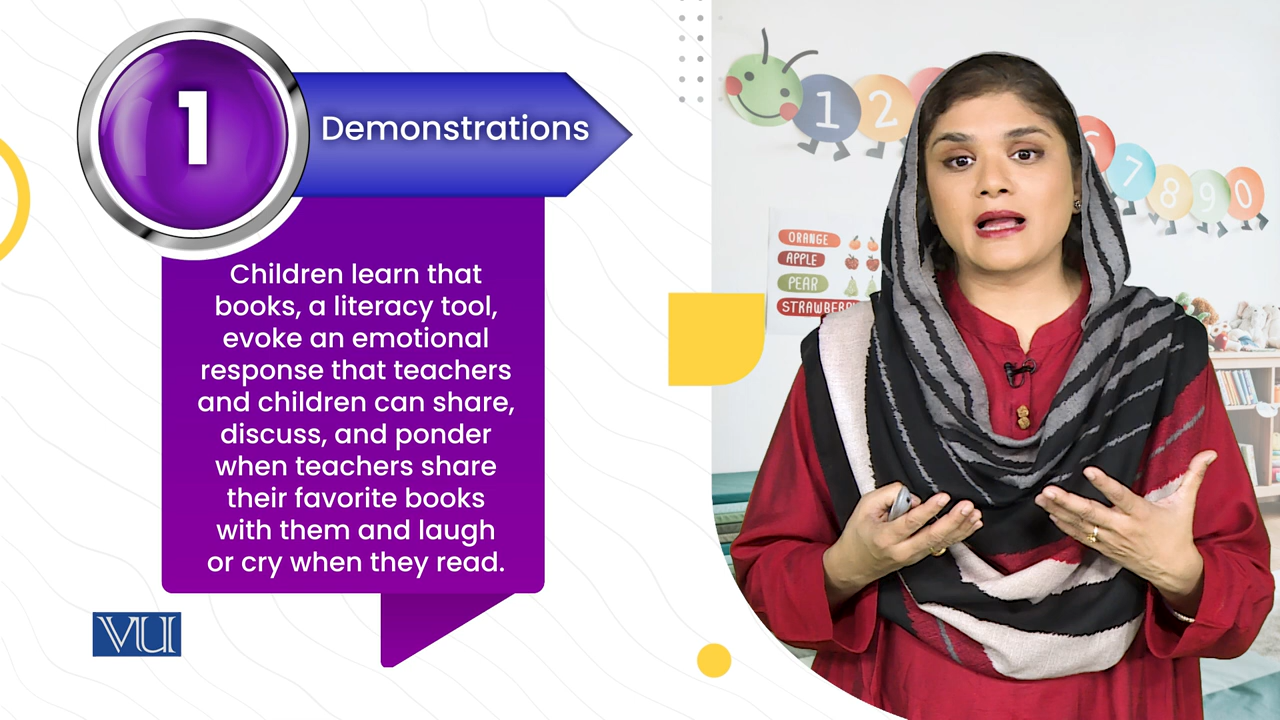 1
Demonstrations
Children learn that
books, a literacy tool,
evoke an emotional
response that teachers
and children can share,
discuss, and ponder
when teachers share
their favorite books
with them and laugh
or cry when they read.
VU
1 2
6 7 8 9 0
ORANGE
APPLE
PEAR